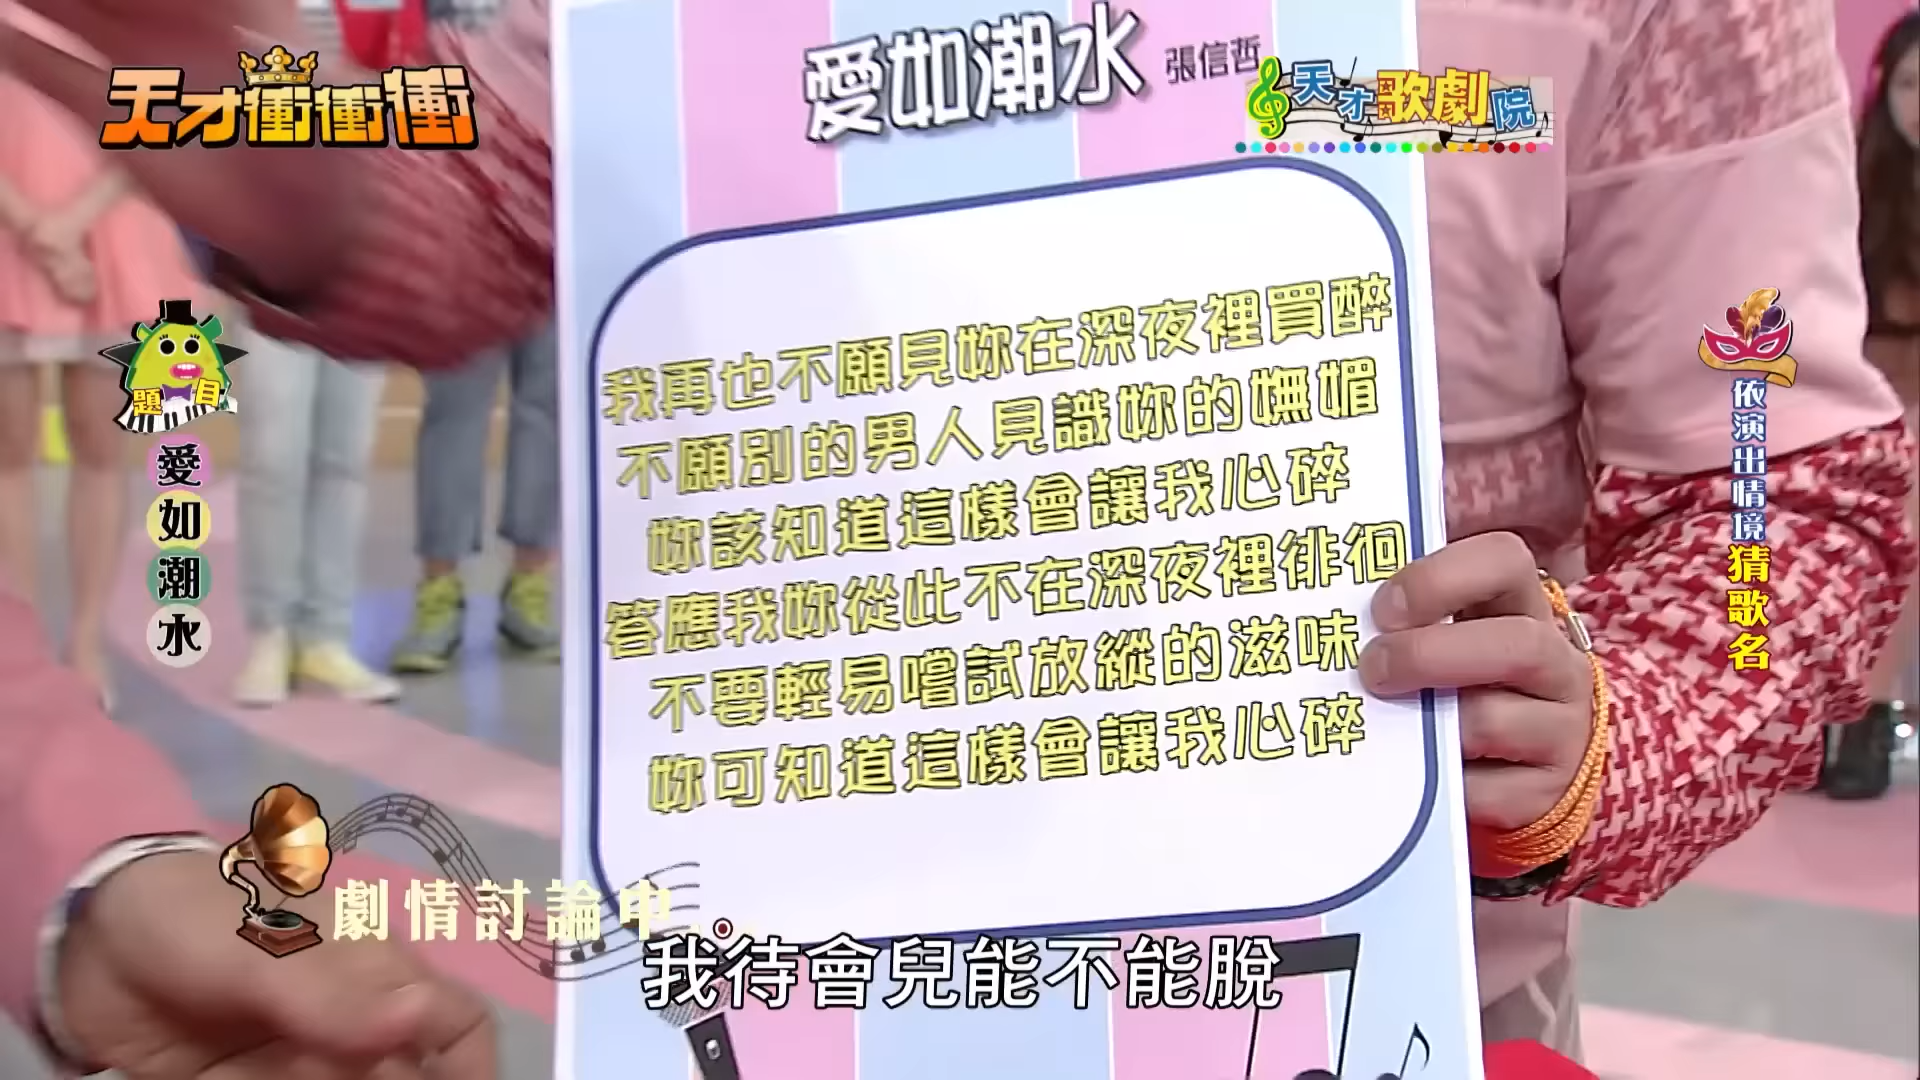 天才衝衝衝
愛如潮水 張信哲
天才歌劇院
題目
愛如潮水
我再也不願見妳在深夜裡買醉
不願別的男人見識妳的嫵媚
妳該知道這樣會讓我心碎
答應我妳從此不在深夜裡徘徊
不要輕易嚐試放縱的滋味
妳可知道這樣會讓我心碎
依演出情境猜歌名
劇情討論中
我待會兒能不能脫